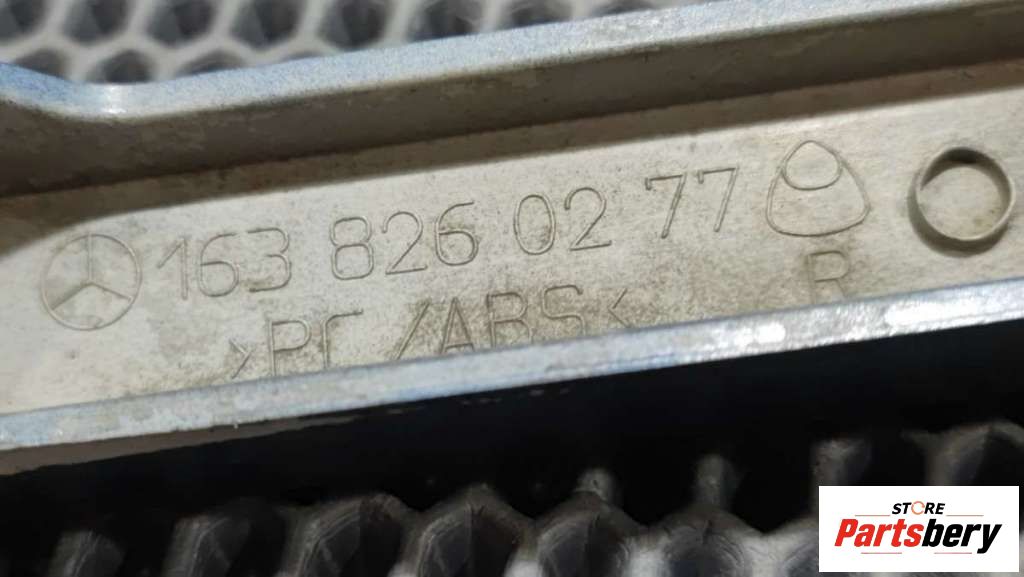 163 826 02 77
>PC/ABS< R
STORE
Partsbery